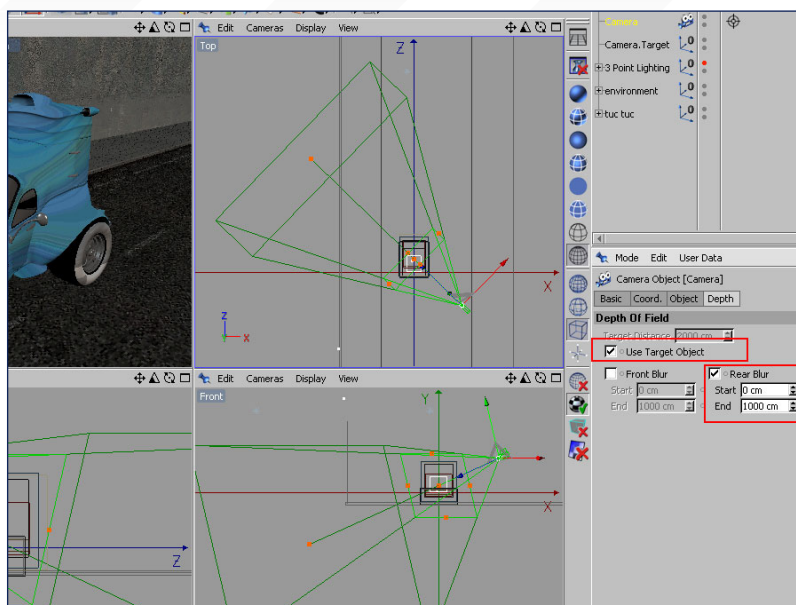 Edit Cameras Display View
Top
Z
X
Z
X
Edit Cameras Display View
Front
Y
X
Z
Camera
Camera.Target
3 Point Lighting
environment
tuc tuc
Mode Edit User Data
Camera Object [Camera]
Basic Coord. Object Depth
Depth Of Field
Target Distance 2000 cm
Use Target Object
Front Blur Rear Blur
Start 0 cm Start 0 cm
End 1000 cm End 1000 cm